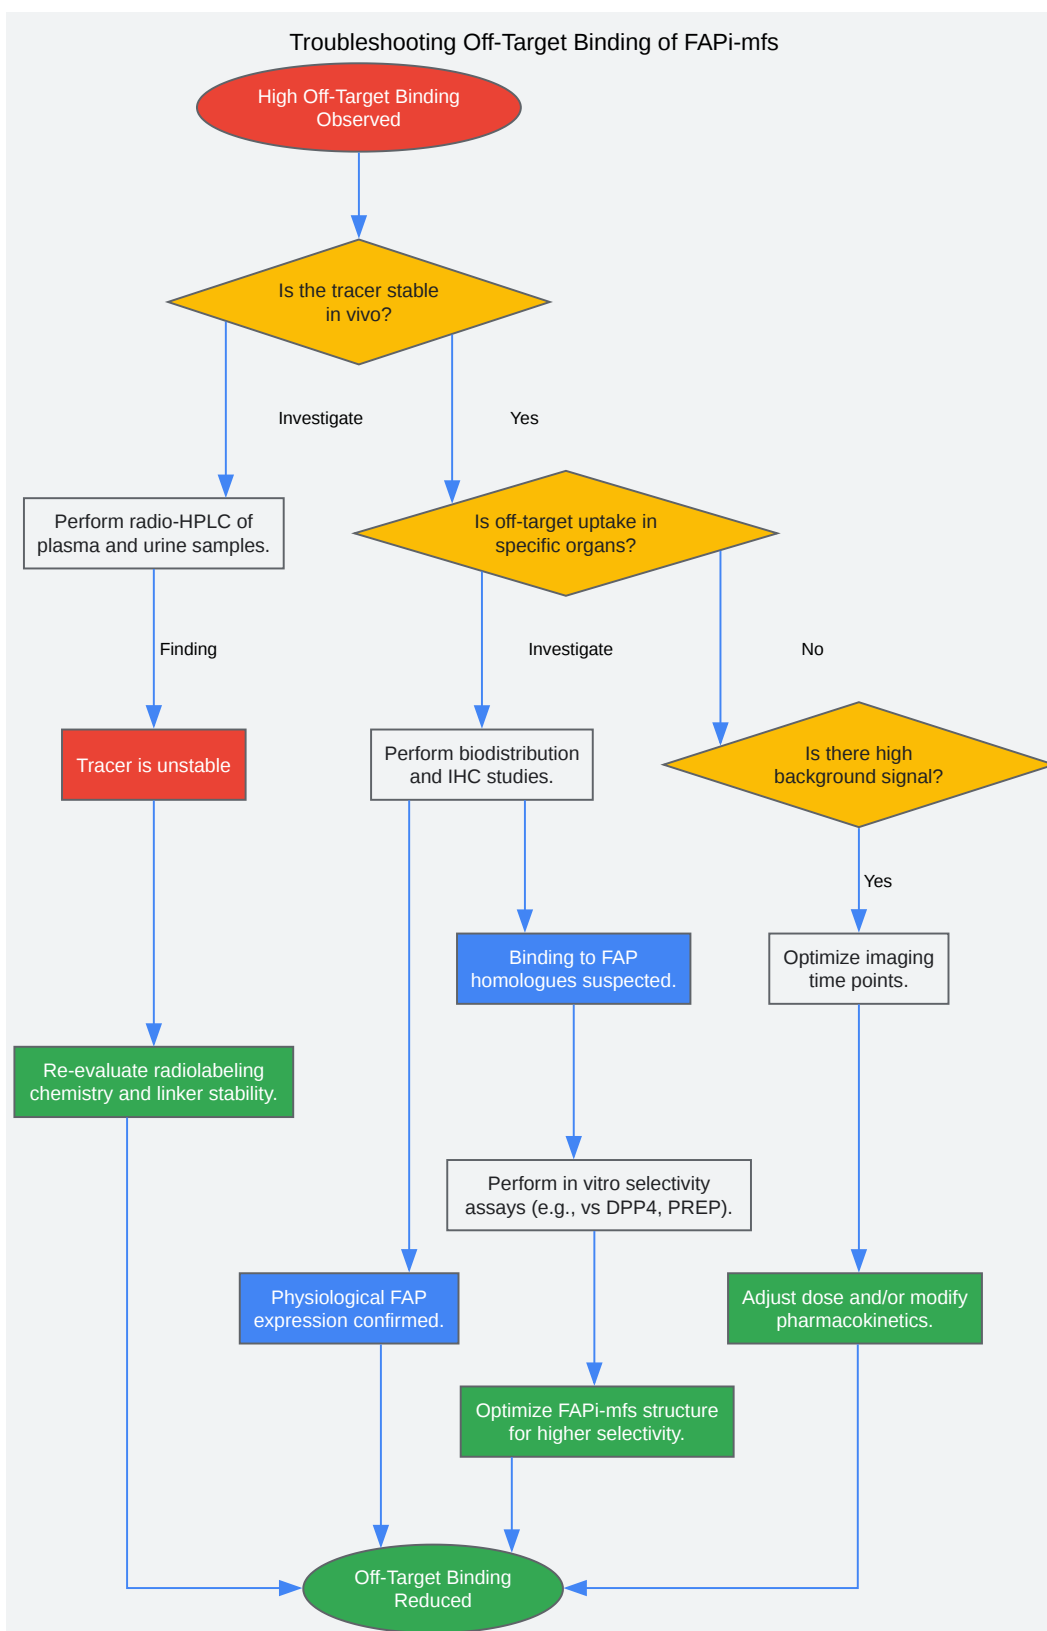 Troubleshooting Off-Target Binding of FAPi-mfs
High Off-Target Binding
Observed
Is the tracer stable
in vivo?
Investigate
Yes
Perform radio-HPLC of
plasma and urine samples.
Is off-target uptake in
specific organs?
Finding
Investigate
No
Tracer is unstable
Perform biodistribution
and IHC studies.
Is there high
background signal?
Yes
Binding to FAP
homologues suspected.
Optimize imaging
time points.
Re-evaluate radiolabeling
chemistry and linker stability.
Perform in vitro selectivity
assays (e.g., vs DPP4, PREP).
Physiological FAP
expression confirmed.
Adjust dose and/or modify
pharmacokinetics.
Optimize FAPi-mfs structure
for higher selectivity.
Off-Target Binding
Reduced